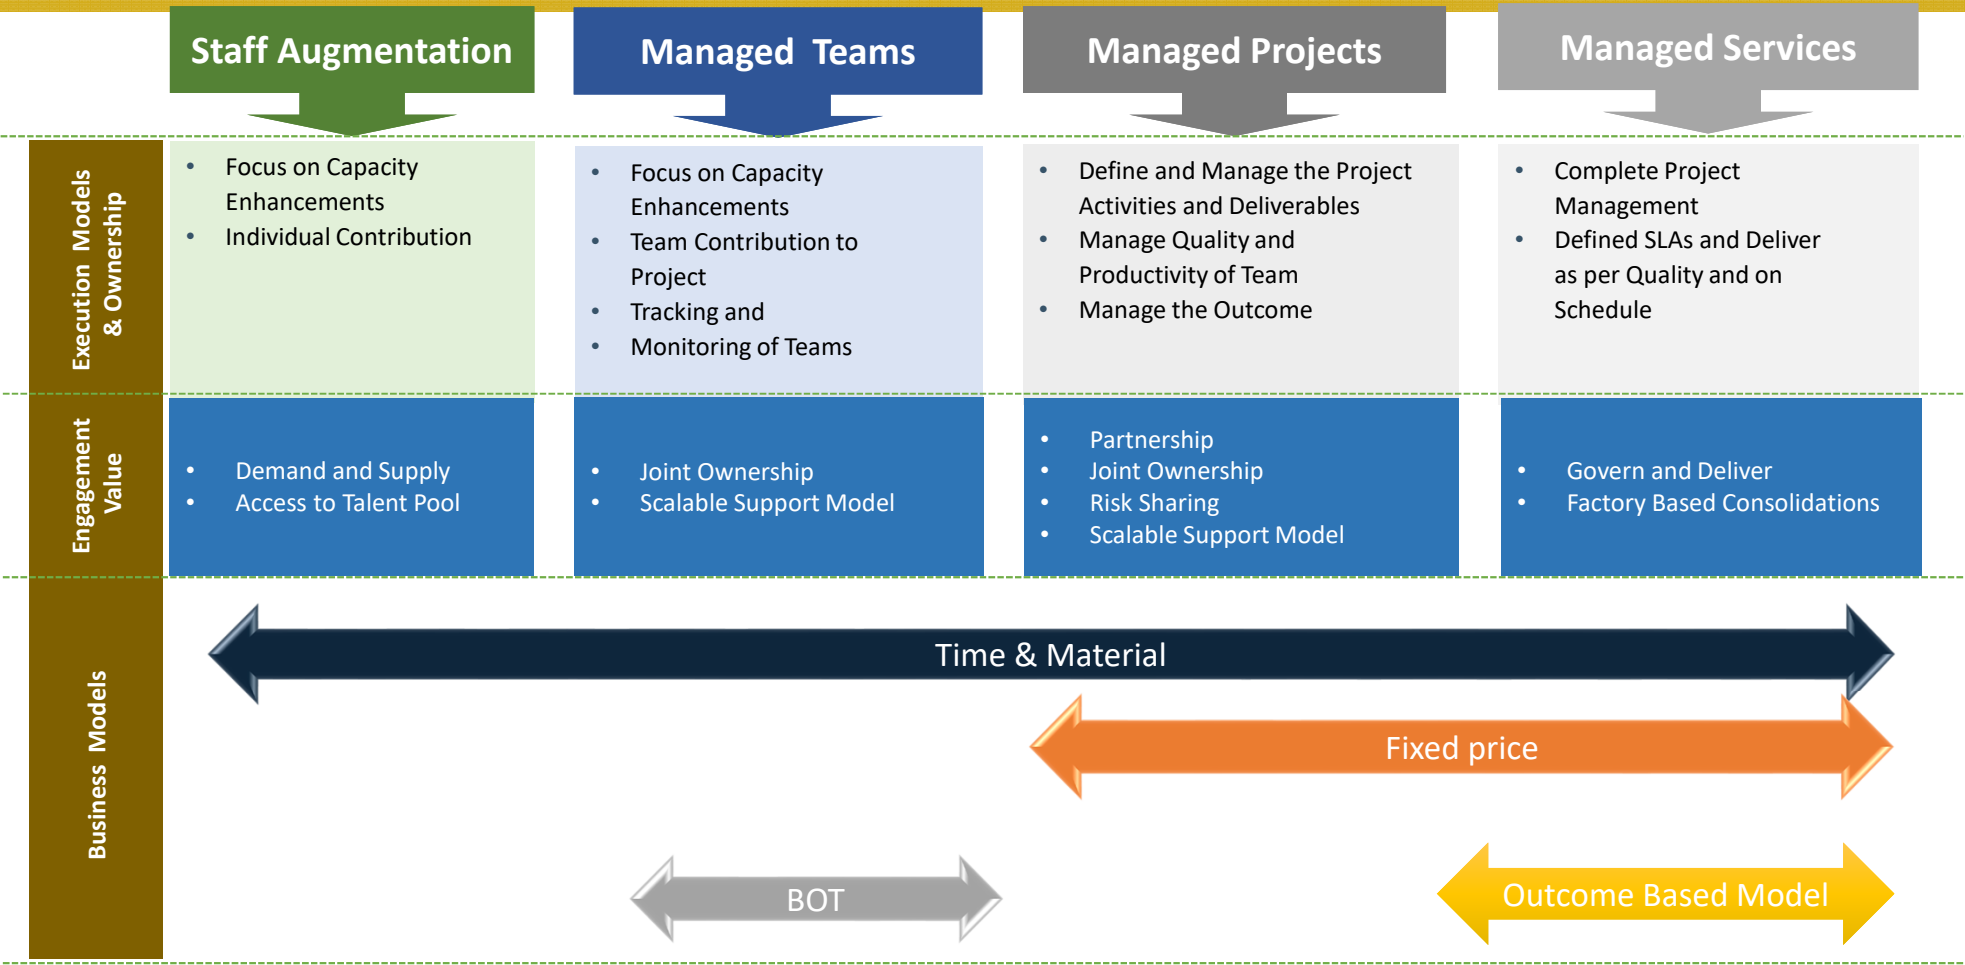 Staff Augmentation
Managed Teams
Managed Projects
Managed Services
Execution Models
& Ownership
• Focus on Capacity
Enhancements
• Individual Contribution
• Focus on Capacity
Enhancements
• Team Contribution to
Project
• Tracking and
• Monitoring of Teams
• Define and Manage the Project
Activities and Deliverables
• Manage Quality and
Productivity of Team
• Manage the Outcome
• Complete Project
Management
• Defined SLAs and Deliver
as per Quality and on
Schedule
Engagement
Value
• Demand and Supply
• Access to Talent Pool
• Joint Ownership
• Scalable Support Model
• Partnership
• Joint Ownership
• Risk Sharing
• Scalable Support Model
• Govern and Deliver
• Factory Based Consolidations
Business Models
Time & Material
Fixed price
BOT
Outcome Based Model